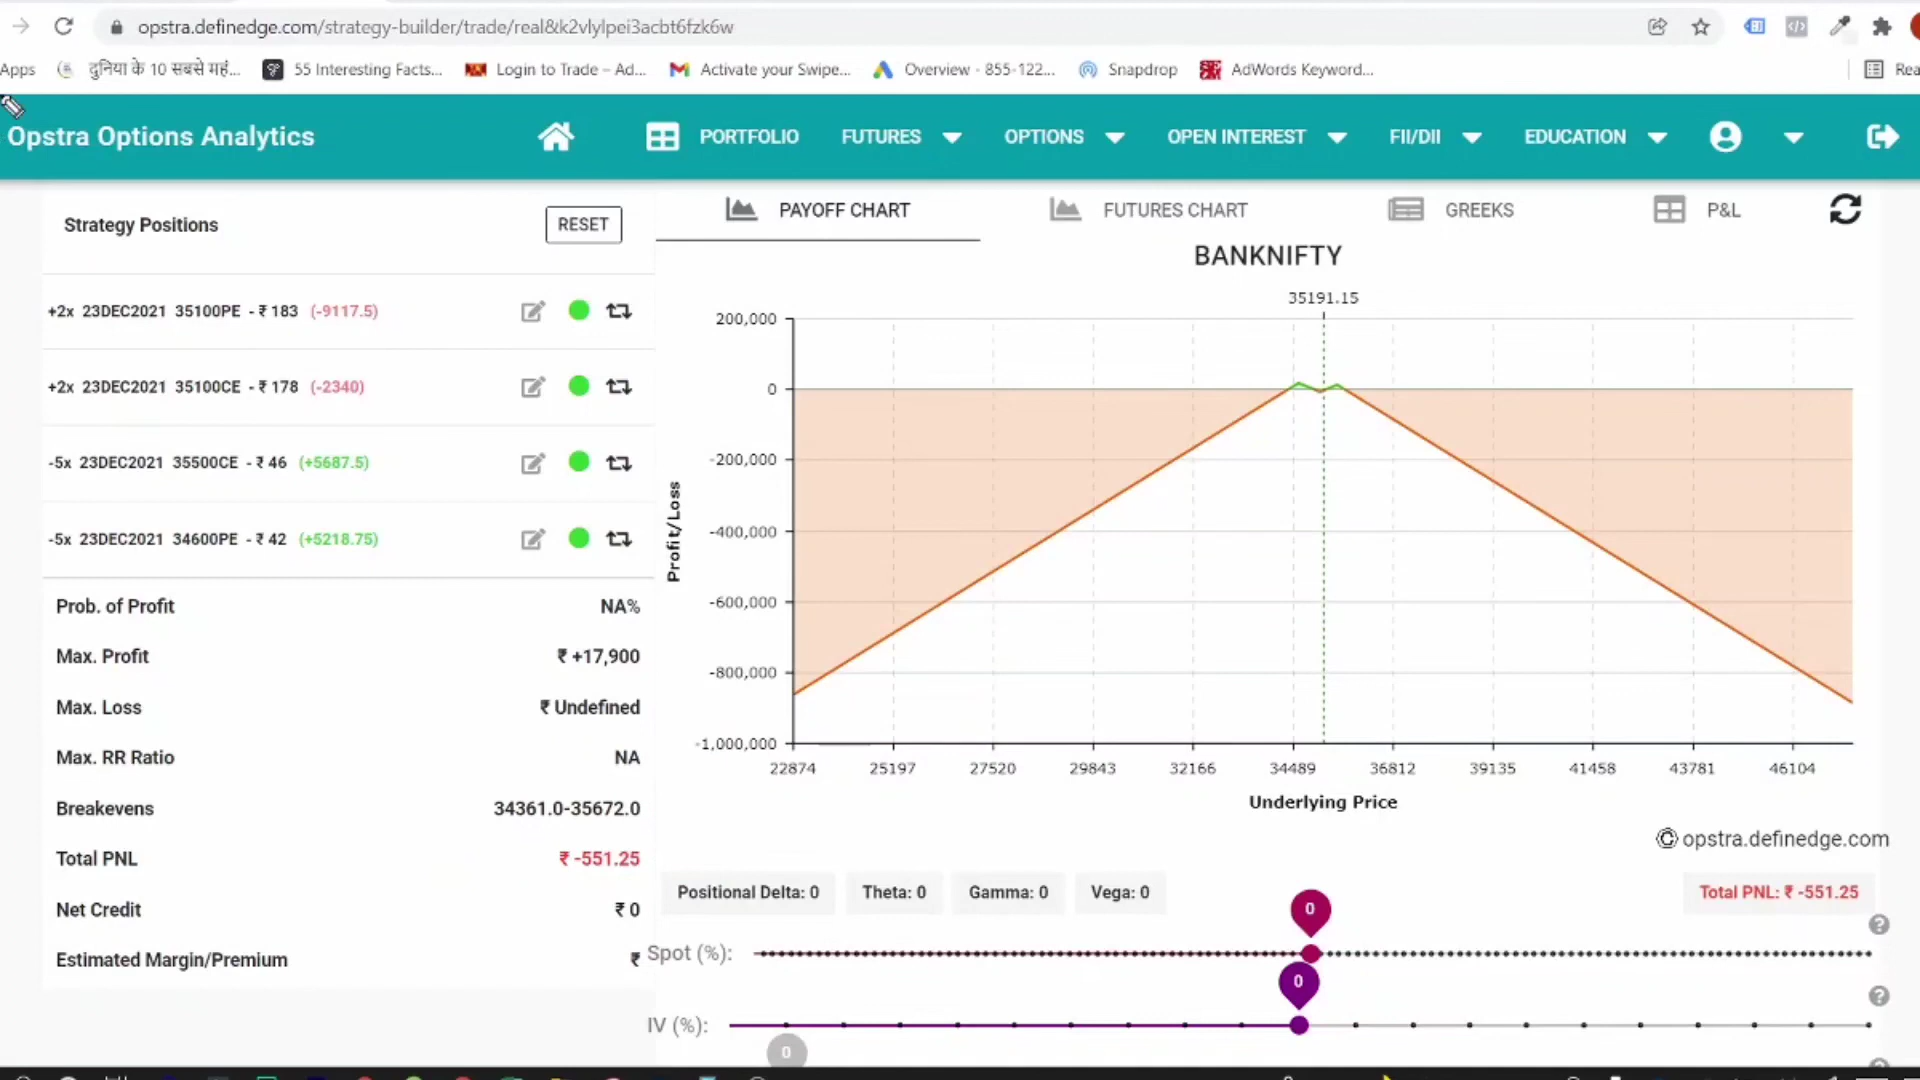 opstra.definedge.com/strategy-builder/trade/real&k2vlylpei3acbt6fzk6w
Apps दुनिया के 10 सबसे महं... 55 Interesting Facts... Login to Trade – Ad... Activate your Swipe... Overview - 855-122... Snapdrop AdWords Keyword... Rea
Opstra Options Analytics PORTFOLIO FUTURES OPTIONS OPEN INTEREST FII/DII EDUCATION
Strategy Positions RESET
PAYOFF CHART FUTURES CHART GREEKS P&L
BANKNIFTY
35191.15
+2x 23DEC2021 35100PE - ₹ 183 (-9117.5)
+2x 23DEC2021 35100CE - ₹ 178 (-2340)
-5x 23DEC2021 35500CE - ₹ 46 (+5687.5)
-5x 23DEC2021 34600PE - ₹ 42 (+5218.75)
Prob. of Profit NA%
Max. Profit ₹ +17,900
Max. Loss ₹ Undefined
Max. RR Ratio NA
Breakevens 34361.0-35672.0
Total PNL ₹ -551.25
Net Credit ₹ 0
Estimated Margin/Premium ₹
200,000
0
-200,000
-400,000
-600,000
-800,000
-1,000,000
Profit/Loss
22874 25197 27520 29843 32166 34489 36812 39135 41458 43781 46104
Underlying Price
© opstra.definedge.com
Positional Delta: 0 Theta: 0 Gamma: 0 Vega: 0 Total PNL: ₹ -551.25
0
?
Spot (%):
0
?
IV (%):
0